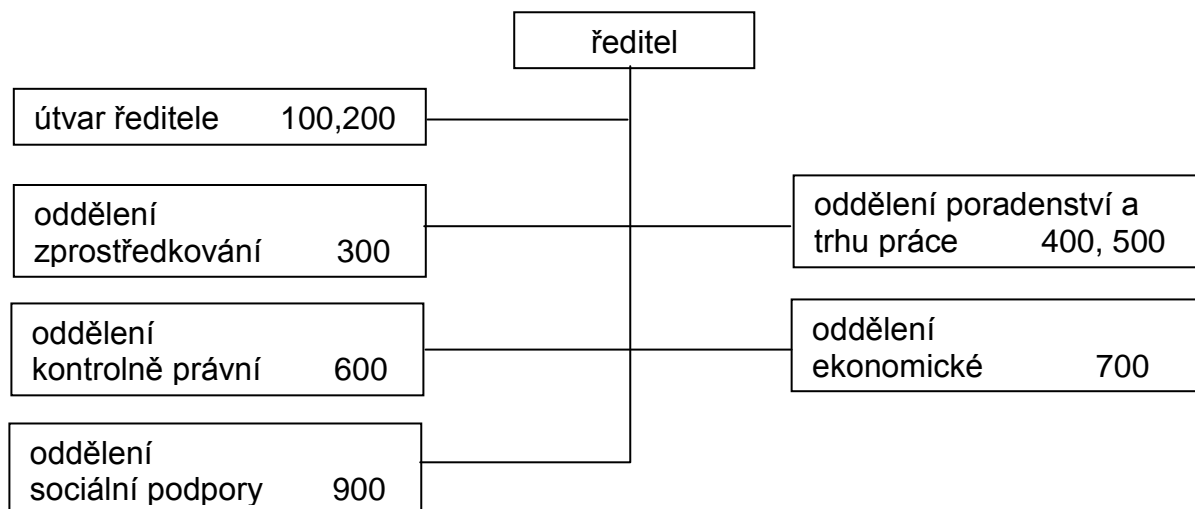 ředitel
útvar ředitele 100,200
oddělení
zprostředkování 300
oddělení poradenství a
trhu práce 400, 500
oddělení
kontrolně právní 600
oddělení
ekonomické 700
oddělení
sociální podpory 900